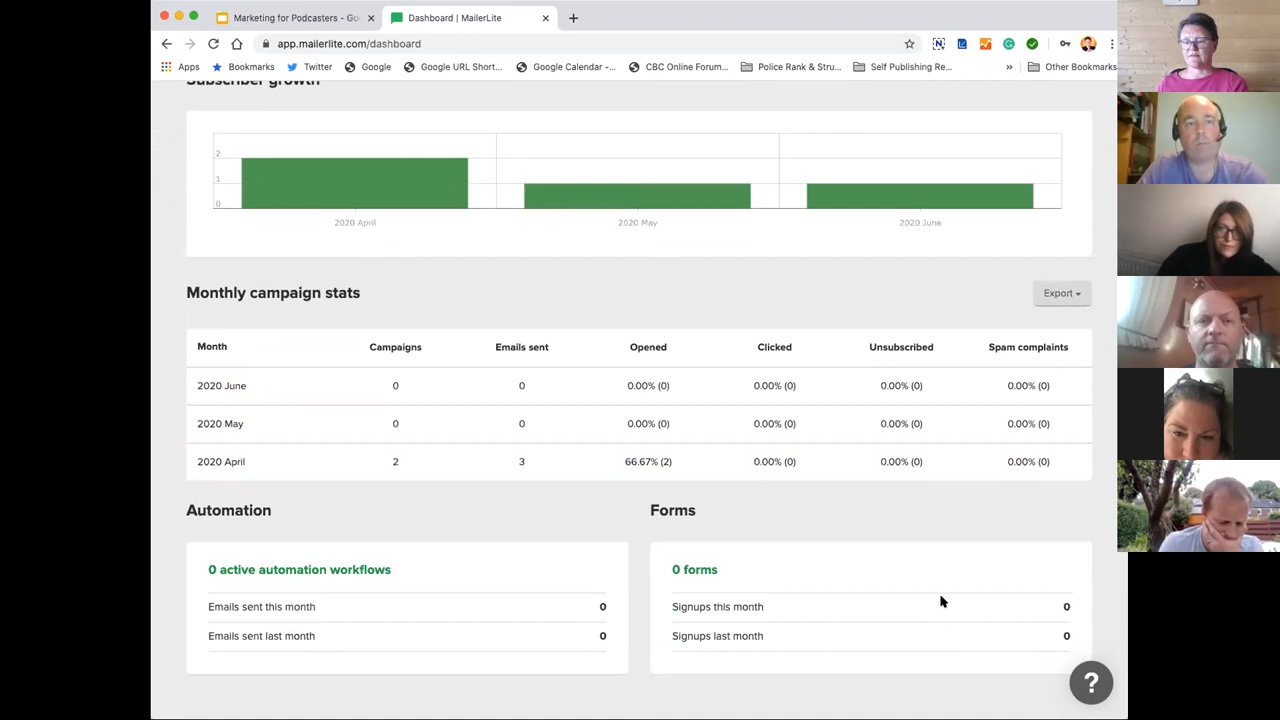 Marketing for Podcasters - Go
Dashboard | MailerLite
app.mailerlite.com/dashboard
Apps Bookmarks Twitter Google Google URL Short... Google Calendar -... CBC Online Forum... Police Rank & Stru... Self Publishing Re... » Other Bookmarks
Subscriber growth
2
1
0
2020 April 2020 May 2020 June
Monthly campaign stats
Export
Month Campaigns Emails sent Opened Clicked Unsubscribed Spam complaints
2020 June 0 0 0.00% (0) 0.00% (0) 0.00% (0) 0.00% (0)
2020 May 0 0 0.00% (0) 0.00% (0) 0.00% (0) 0.00% (0)
2020 April 2 3 66.67% (2) 0.00% (0) 0.00% (0) 0.00% (0)
Automation
Forms
0 active automation workflows
Emails sent this month 0
Emails sent last month 0
0 forms
Signups this month 0
Signups last month 0
?